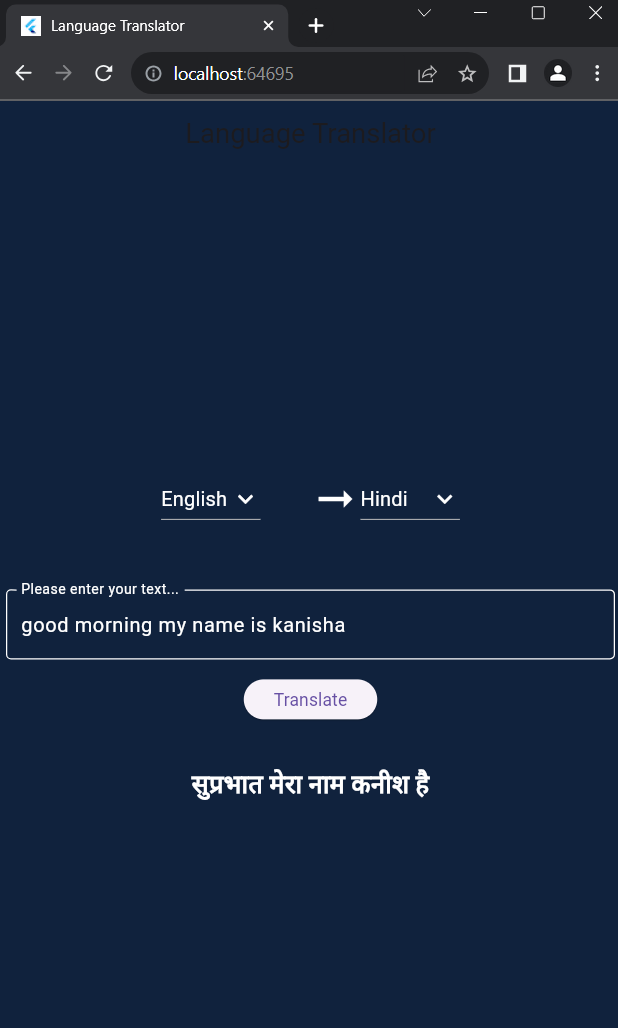 Language Translator
localhost:64695
Language Translator
English Hindi
Please enter your text...
good morning my name is kanisha
Translate
सुप्रभात मेरा नाम कनीश है